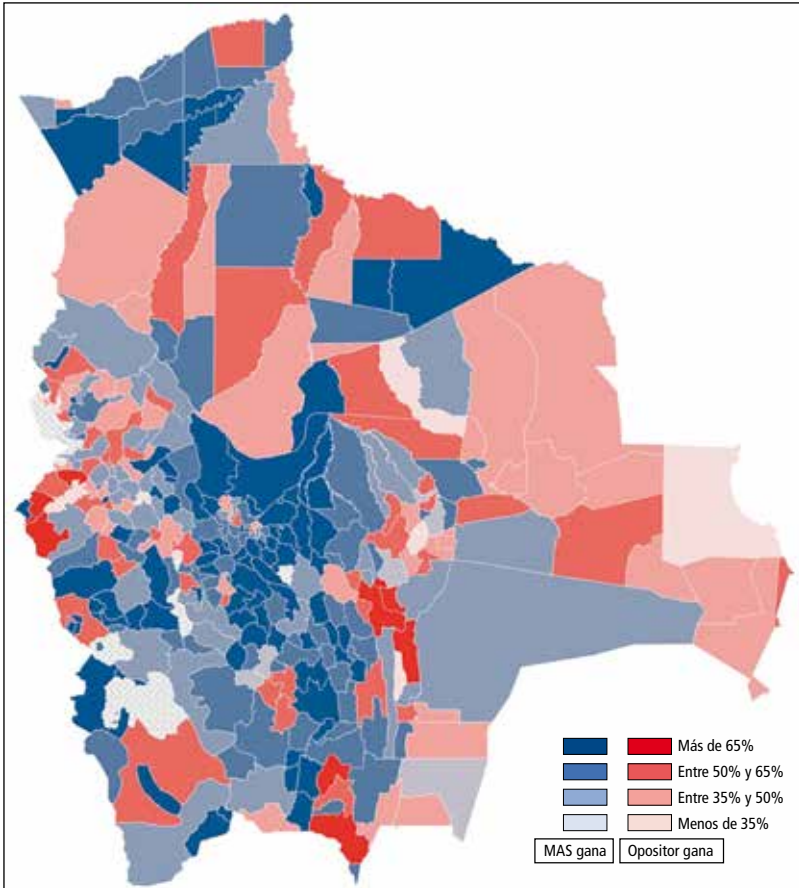 Más de 65%
Entre 50% y 65%
Entre 35% y 50%
Menos de 35%
MAS gana Opositor gana